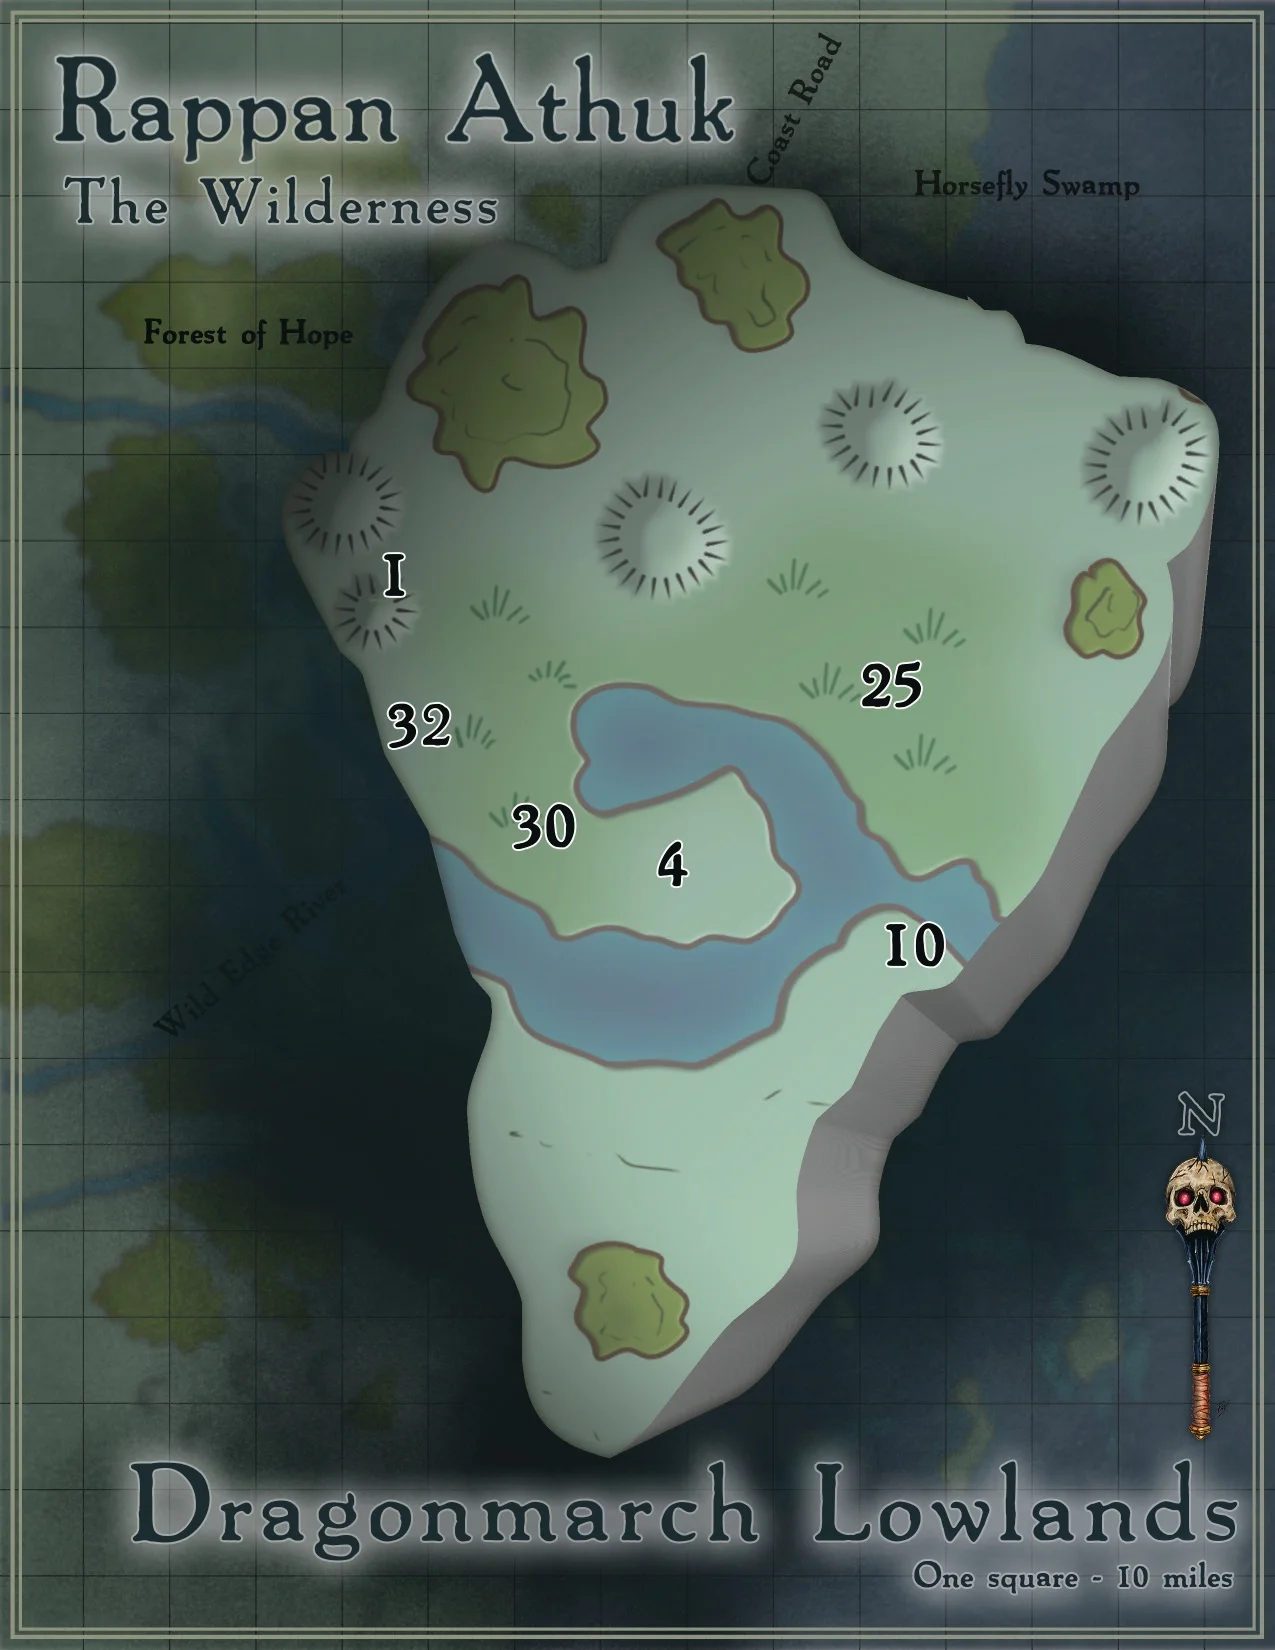 Rappan Athuk
The Wilderness
Coast Road
Horsefly Swamp
Forest of Hope
1
25
32
30
4
10
Wild Edge River
N
Dragonmarch Lowlands
One square - 10 miles